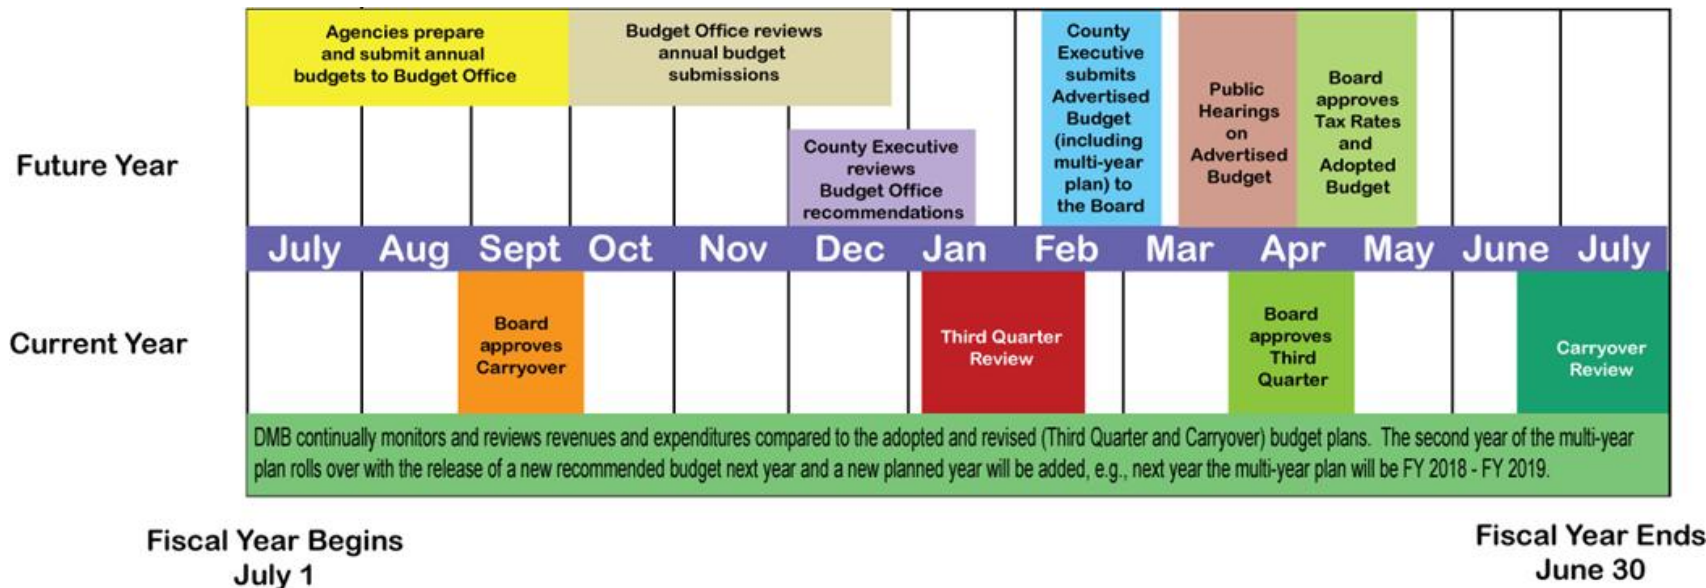 Agencies prepare
and submit annual
budgets to Budget Office
Budget Office reviews
annual budget
submissions
County
Executive
submits
Advertised
Budget
(including
multi-year
plan) to
the Board
Public
Hearings
on
Advertised
Budget
Board
approves
Tax Rates
and
Adopted
Budget
Future Year
County Executive
reviews
Budget Office
recommendations
July Aug Sept Oct Nov Dec Jan Feb Mar Apr May June July
Current Year
Board
approves
Carryover
Third Quarter
Review
Board
approves
Third
Quarter
Carryover
Review
DMB continually monitors and reviews revenues and expenditures compared to the adopted and revised (Third Quarter and Carryover) budget plans. The second year of the multi-year
plan rolls over with the release of a new recommended budget next year and a new planned year will be added, e.g., next year the multi-year plan will be FY 2018 - FY 2019.
Fiscal Year Begins
July 1
Fiscal Year Ends
June 30